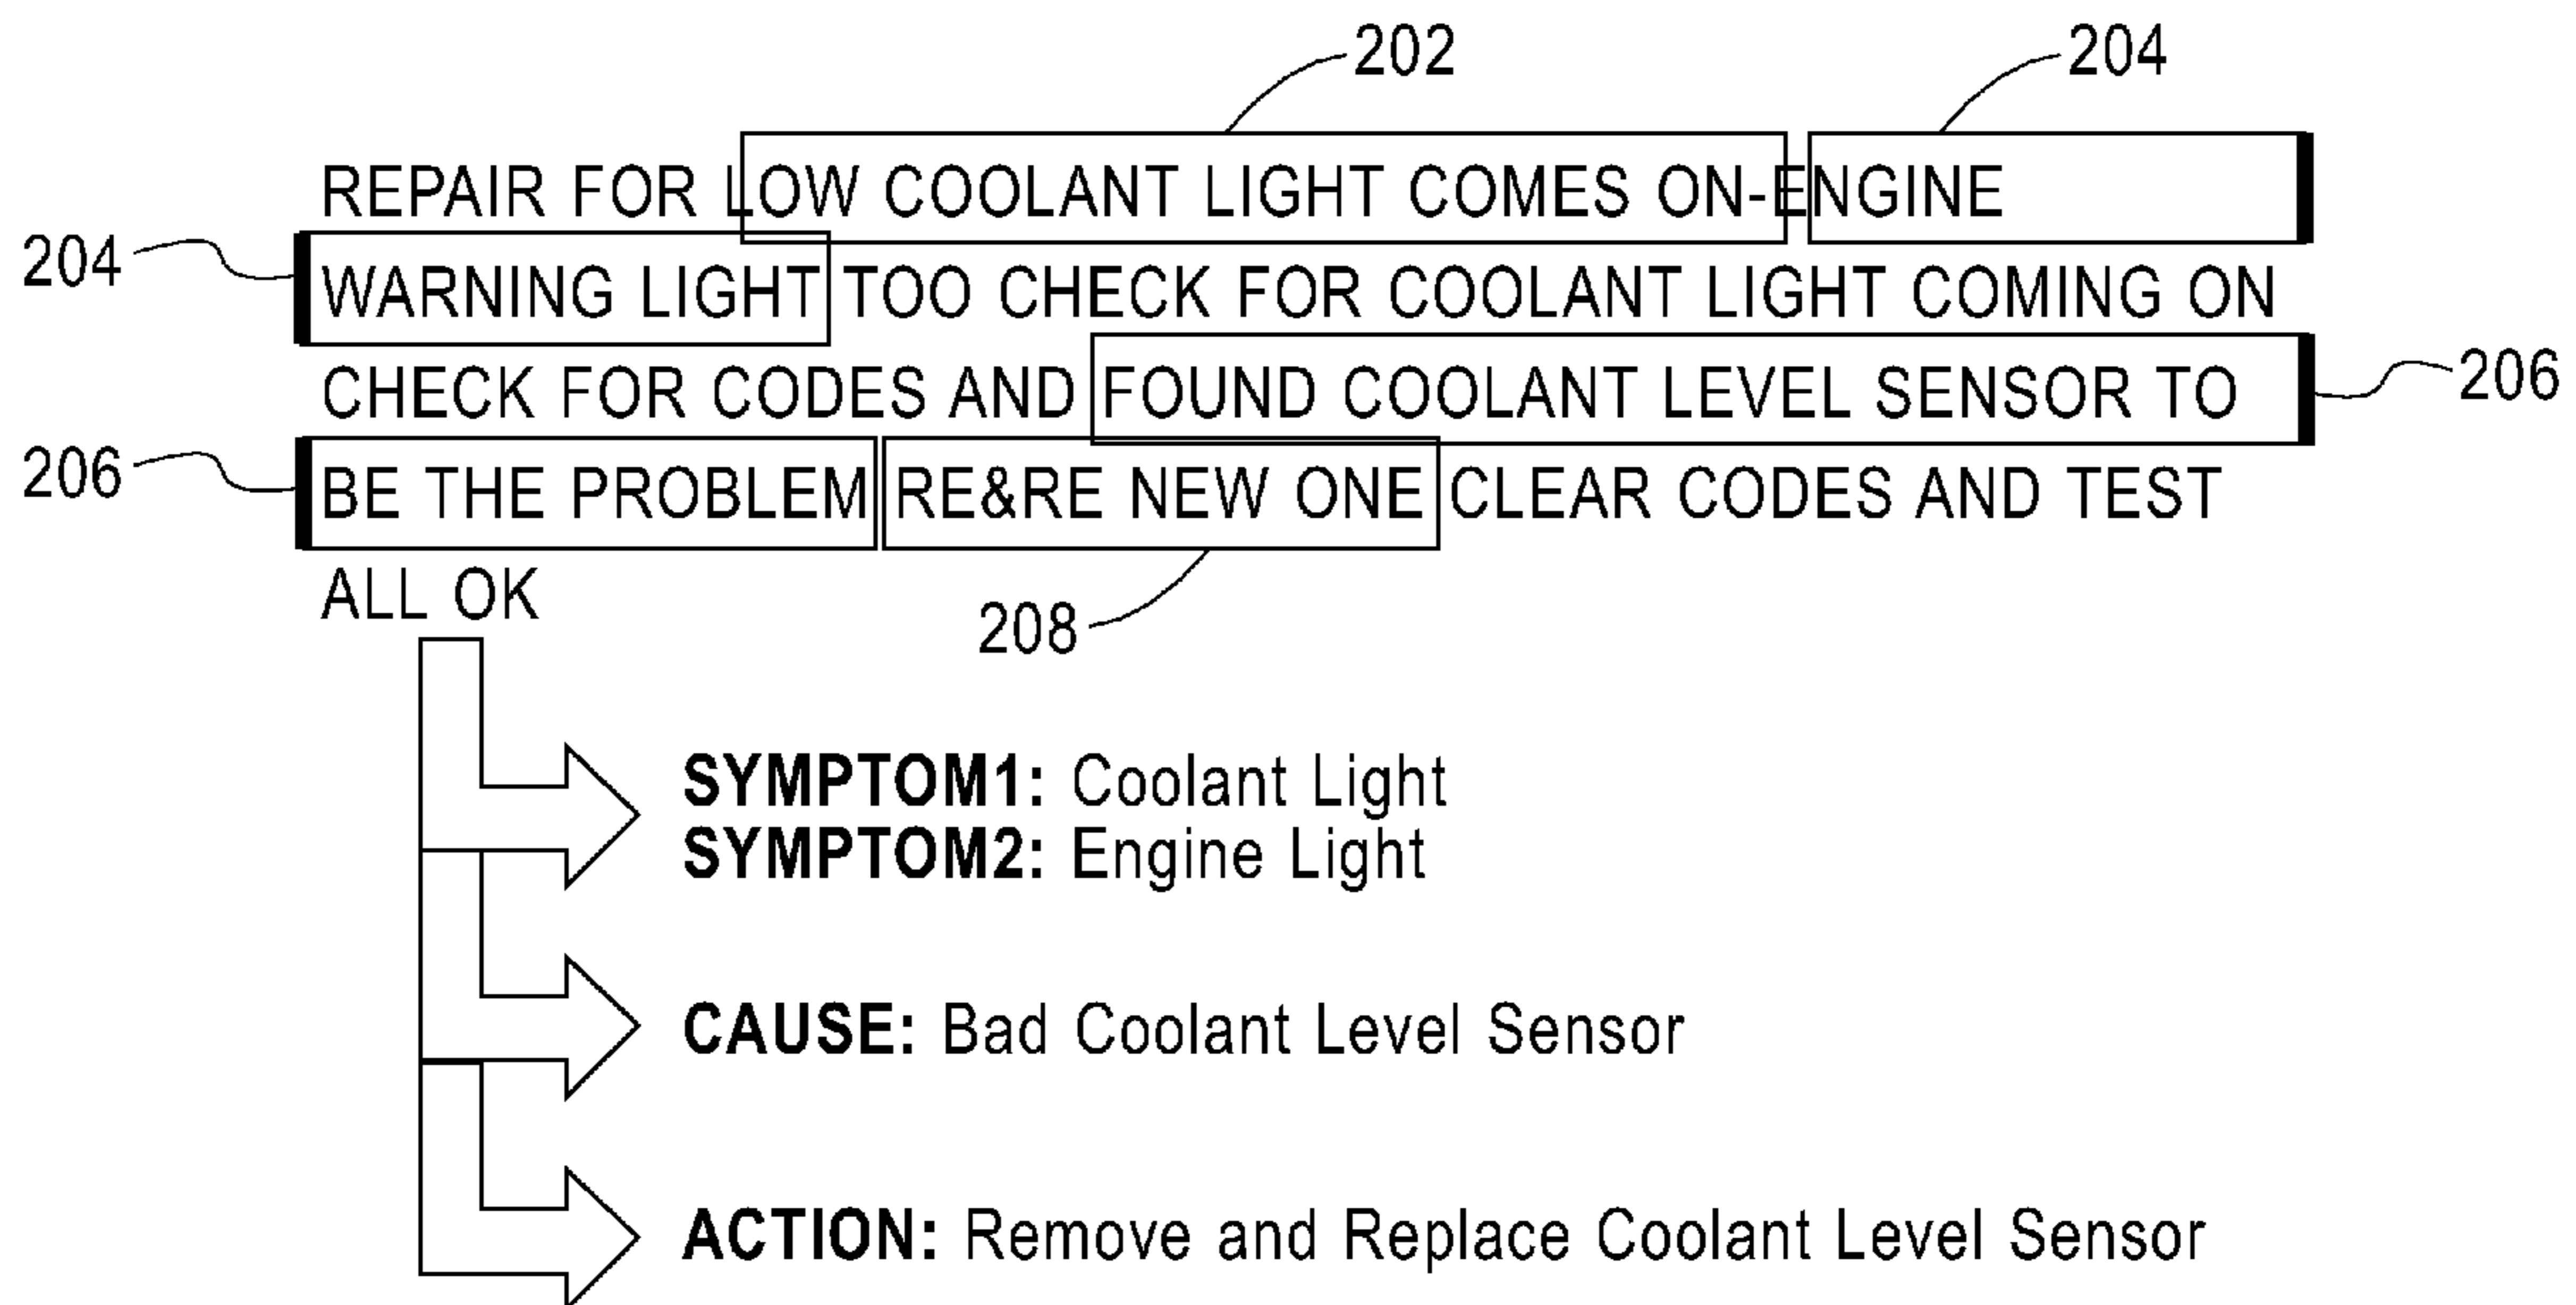 202
204
REPAIR FOR LOW COOLANT LIGHT COMES ON-ENGINE
204
WARNING LIGHT TOO CHECK FOR COOLANT LIGHT COMING ON
CHECK FOR CODES AND FOUND COOLANT LEVEL SENSOR TO
206
206
BE THE PROBLEM RE&RE NEW ONE CLEAR CODES AND TEST
ALL OK
208
SYMPTOM1: Coolant Light
SYMPTOM2: Engine Light
CAUSE: Bad Coolant Level Sensor
ACTION: Remove and Replace Coolant Level Sensor